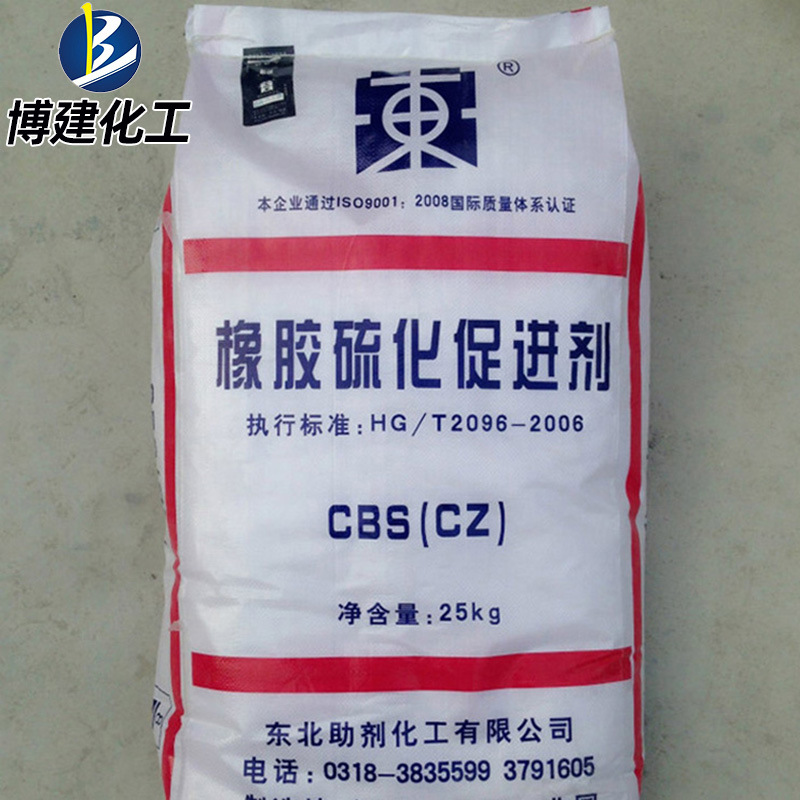 博建化工
東®
本企业通过ISO9001：2008国际质量体系认证
橡胶硫化促进剂
执行标准：HG/T2096-2006
CBS(CZ)
净含量：25kg
东北助剂化工有限公司
电话：0318-3835599 3791605